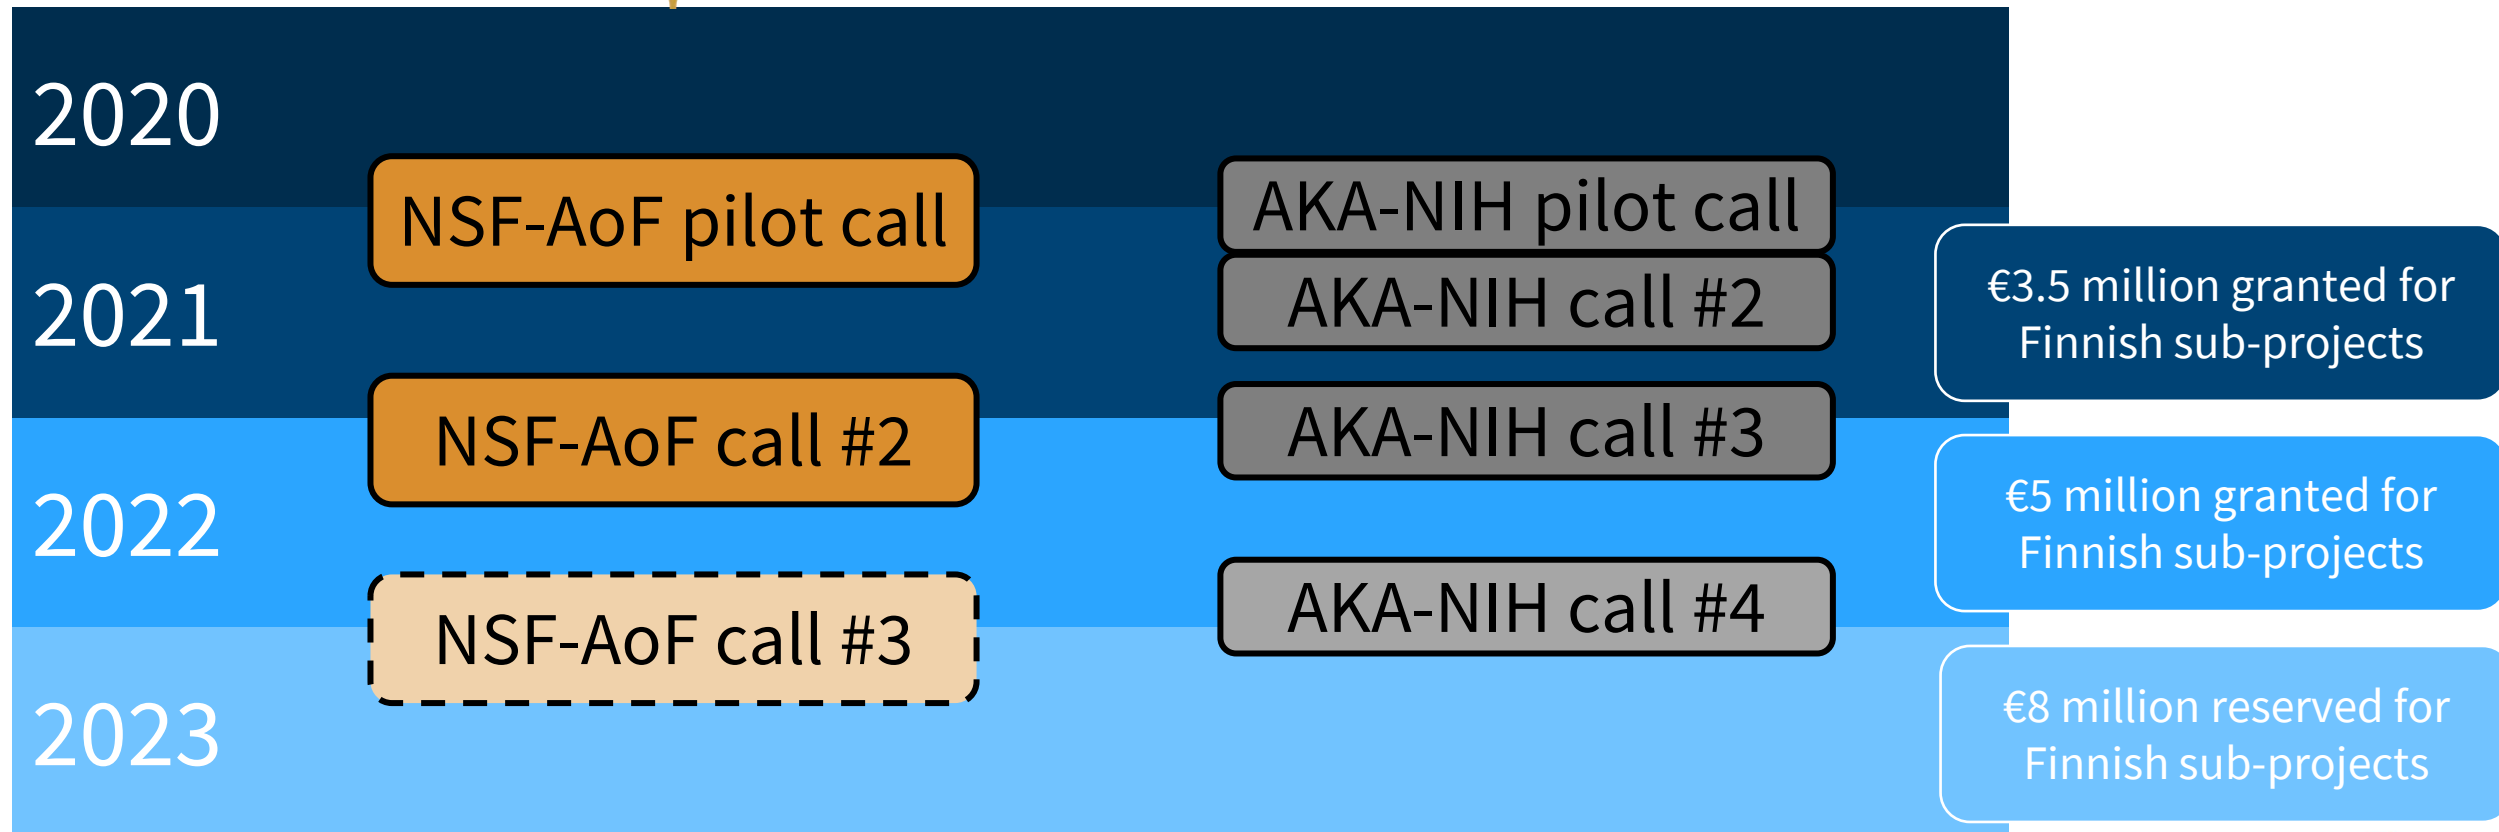 2020
NSF-AoF pilot call
AKA-NIH pilot call
2021
AKA-NIH call #2
€3.5 million granted for
Finnish sub-projects
NSF-AoF call #2
AKA-NIH call #3
2022
€5 million granted for
Finnish sub-projects
NSF-AoF call #3
AKA-NIH call #4
2023
€8 million reserved for
Finnish sub-projects